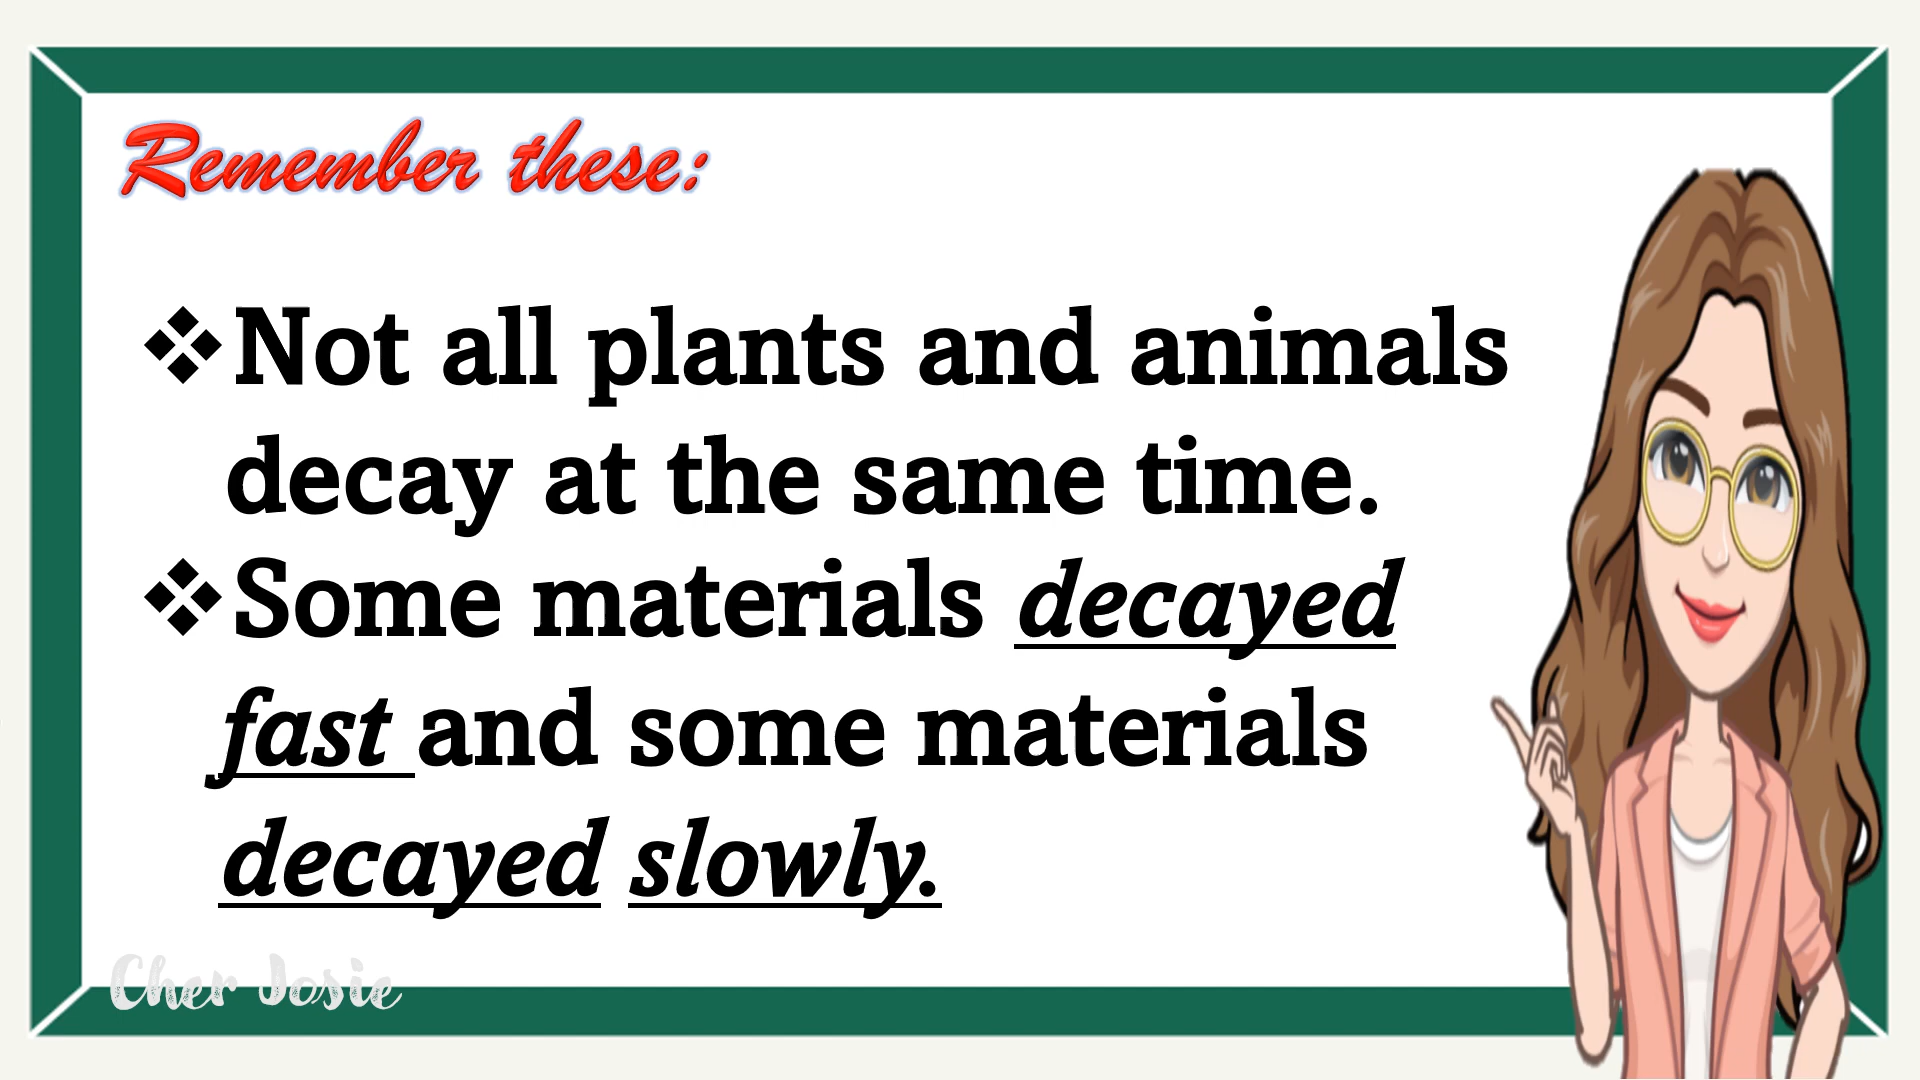 Remember these:
❖Not all plants and animals
decay at the same time.
❖Some materials decayed
fast and some materials
decayed slowly.
Cher Josie